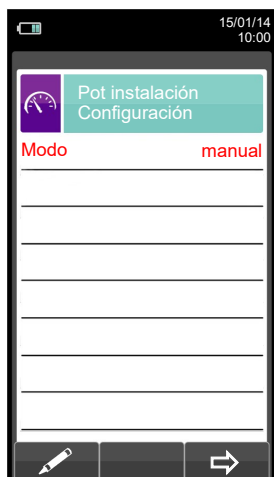 15/01/14
10:00
Pot instalación
Configuración
Modo manual